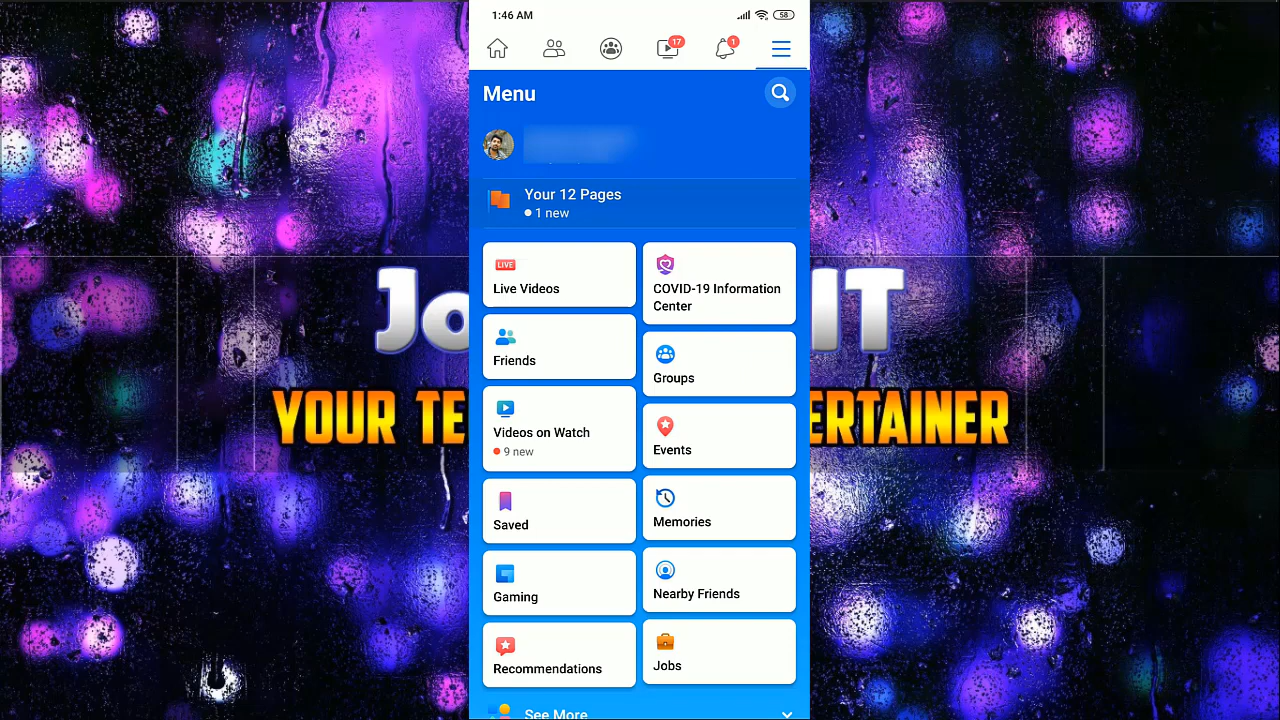 1:46 AM
58
17
1
Menu
Your 12 Pages
1 new
LIVE
Live Videos
COVID-19 Information
Center
Friends
Groups
Videos on Watch
9 new
Events
Saved
Memories
Gaming
Nearby Friends
Recommendations
Jobs
See More
Jo
IT
YOUR TE
ERTAINER